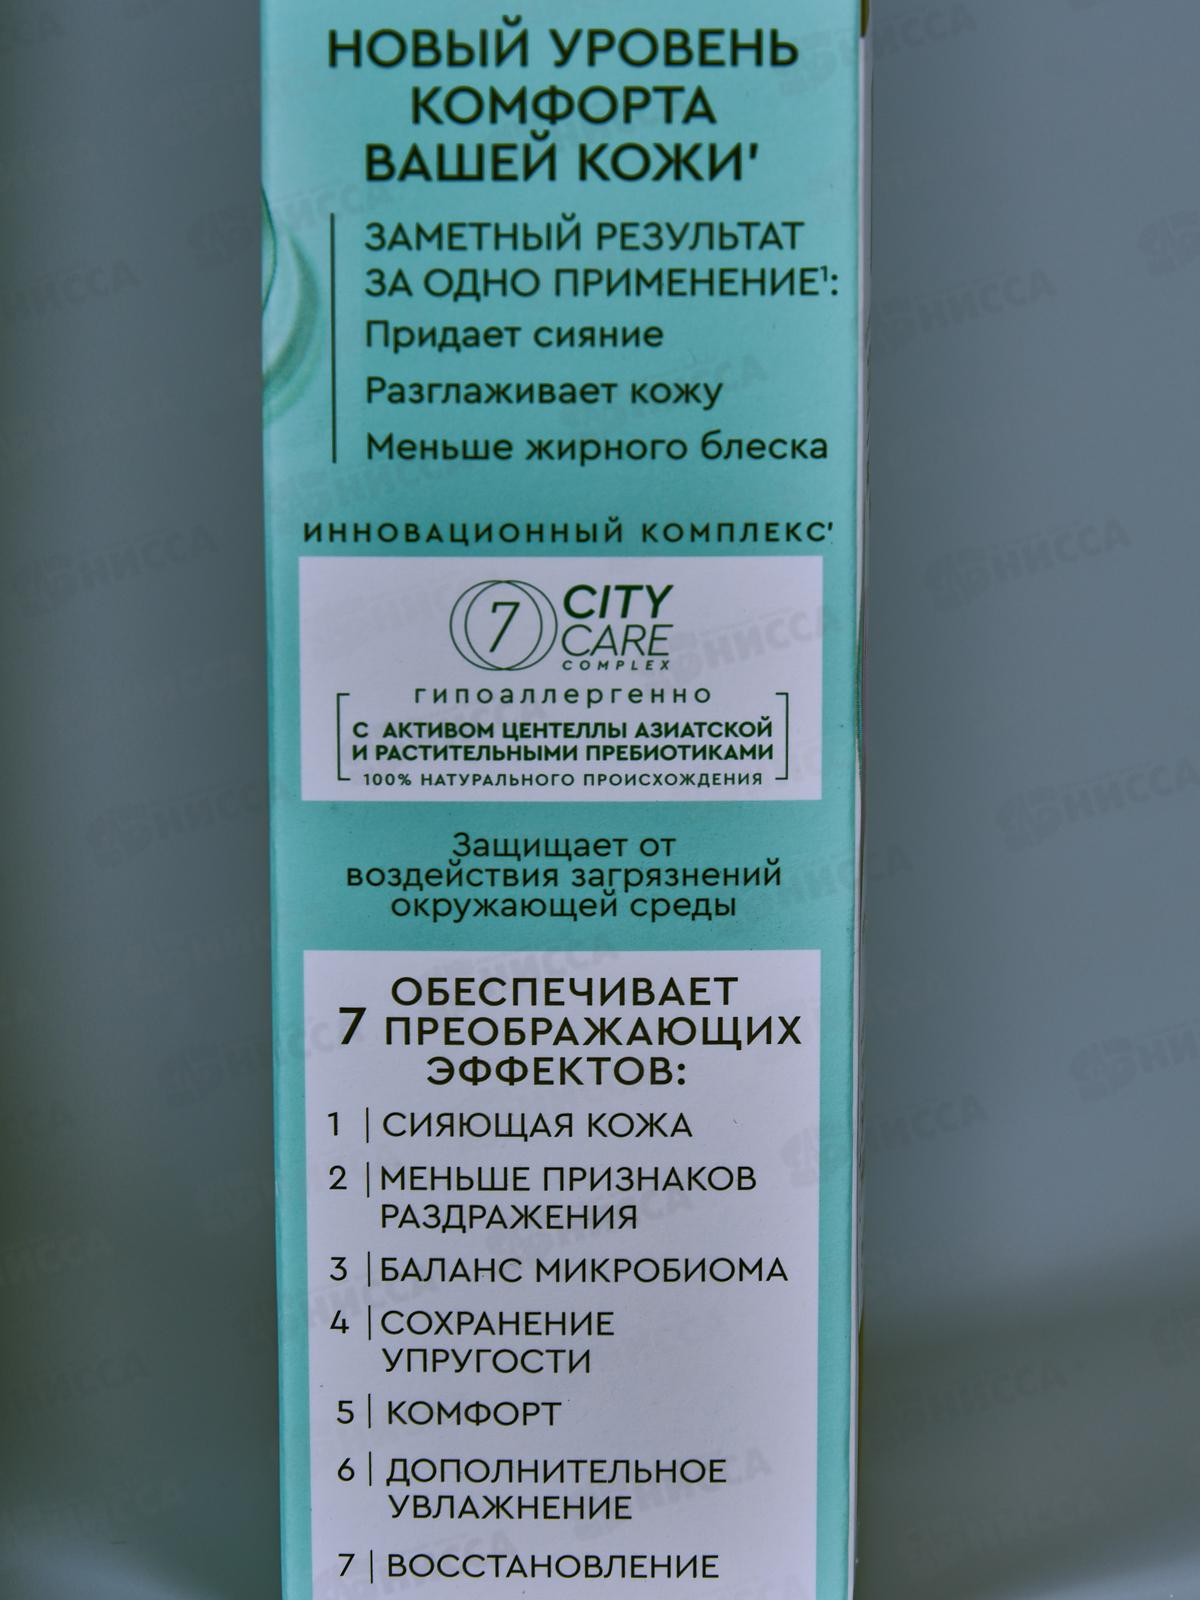 НОВЫЙ УРОВЕНЬ
КОМФОРТА
ВАШЕЙ КОЖИ'
ЗАМЕТНЫЙ РЕЗУЛЬТАТ
ЗА ОДНО ПРИМЕНЕНИЕ¹:
Придает сияние
Разглаживает кожу
Меньше жирного блеска
ИННОВАЦИОННЫЙ КОМПЛЕКС'
7 CITY
CARE
COMPLEX
гипоаллергенно
С АКТИВОМ ЦЕНТЕЛЛЫ АЗИАТСКОЙ
И РАСТИТЕЛЬНЫМИ ПРЕБИОТИКАМИ
100% НАТУРАЛЬНОГО ПРОИСХОЖДЕНИЯ
Защищает от
воздействия загрязнений
окружающей среды
ОБЕСПЕЧИВАЕТ
7 ПРЕОБРАЖАЮЩИХ
ЭФФЕКТОВ:
1 | СИЯЮЩАЯ КОЖА
2 | МЕНЬШЕ ПРИЗНАКОВ
РАЗДРАЖЕНИЯ
3 | БАЛАНС МИКРОБИОМА
4 | СОХРАНЕНИЕ
УПРУГОСТИ
5 | КОМФОРТ
6 | ДОПОЛНИТЕЛЬНОЕ
УВЛАЖНЕНИЕ
7 | ВОССТАНОВЛЕНИЕ